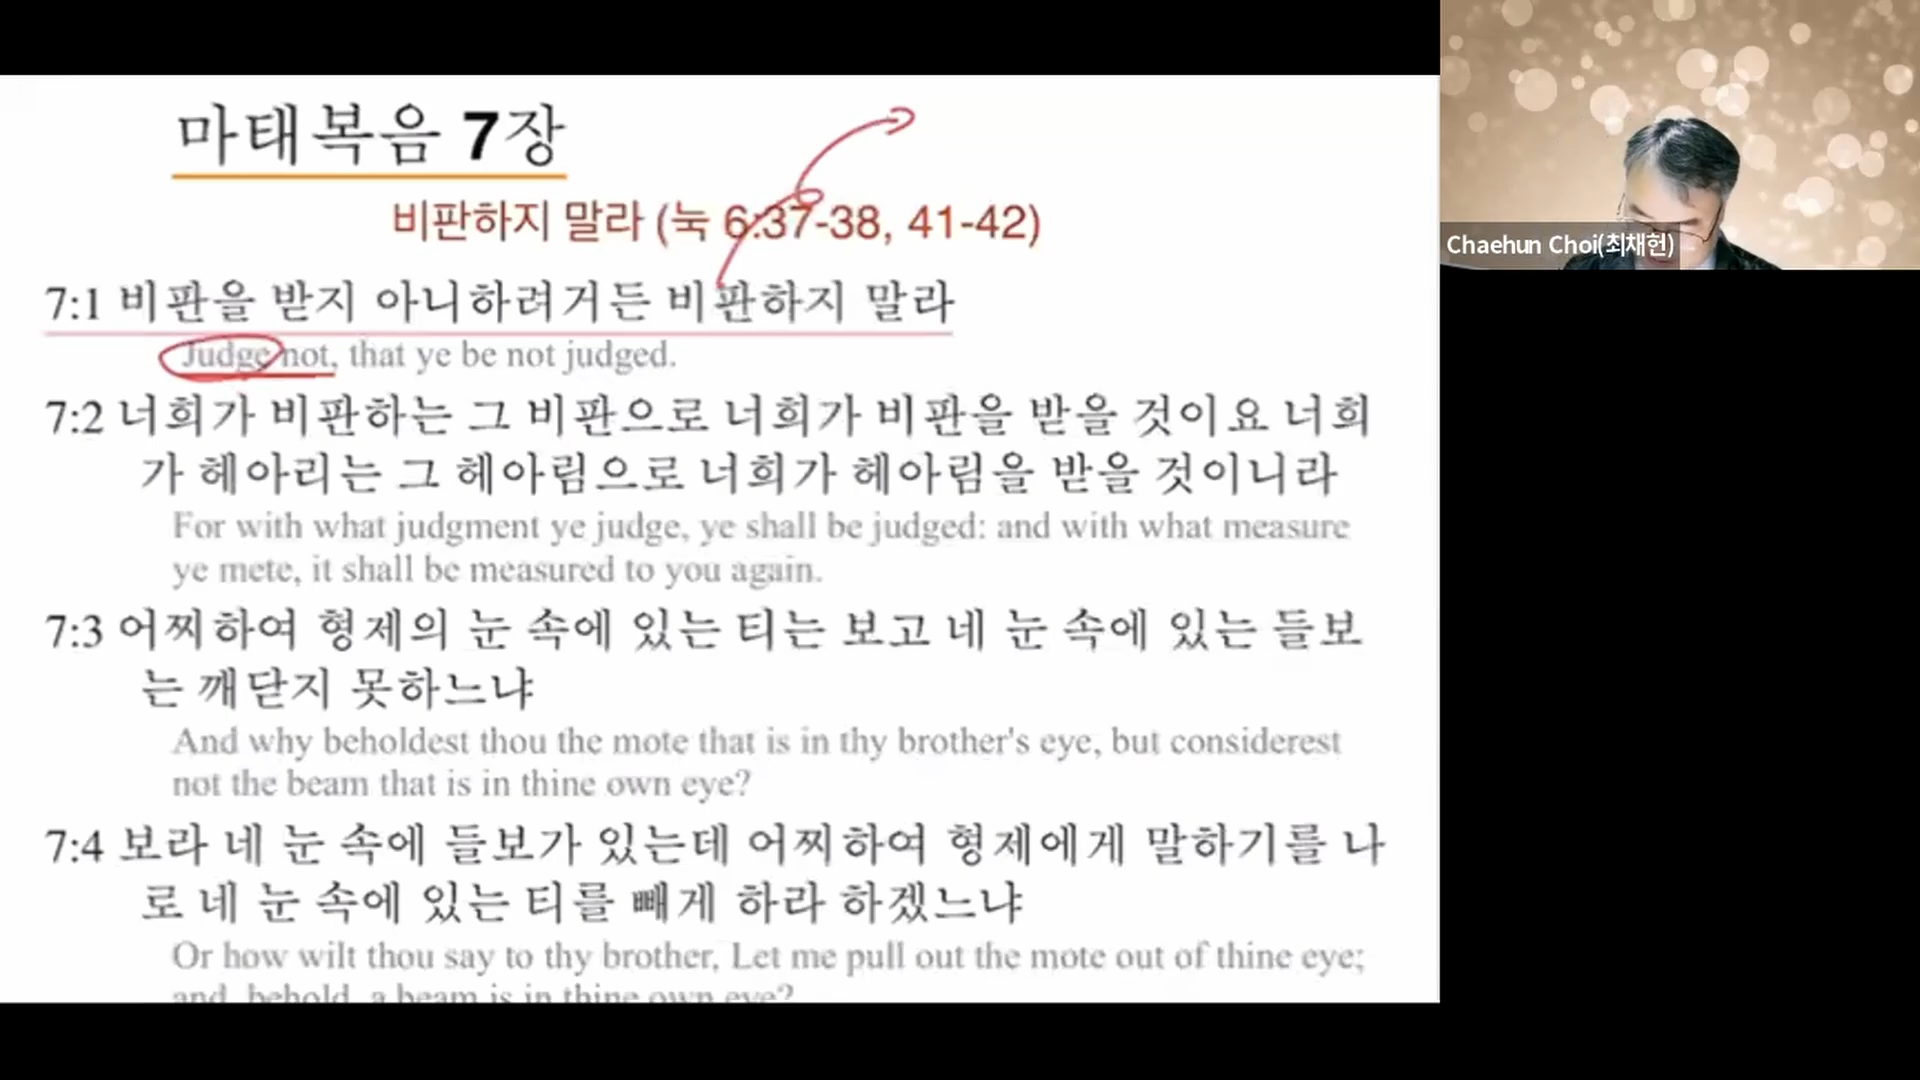 마태복음 7장
비판하지 말라 (눅 6:37-38, 41-42)
7:1 비판을 받지 아니하려거든 비판하지 말라
Judge not, that ye be not judged.
7:2 너희가 비판하는 그 비판으로 너희가 비판을 받을 것이요 너희
가 헤아리는 그 헤아림으로 너희가 헤아림을 받을 것이니라
For with what judgment ye judge, ye shall be judged: and with what measure
ye mete, it shall be measured to you again.
7:3 어찌하여 형제의 눈 속에 있는 티는 보고 네 눈 속에 있는 들보
는 깨닫지 못하느냐
And why beholdest thou the mote that is in thy brother's eye, but considerest
not the beam that is in thine own eye?
7:4 보라 네 눈 속에 들보가 있는데 어찌하여 형제에게 말하기를 나
로 네 눈 속에 있는 티를 빼게 하라 하겠느냐
Or how wilt thou say to thy brother, Let me pull out the mote out of thine eye;
and, behold, a beam is in thine own eye?
Chaehun Choi(최채헌)